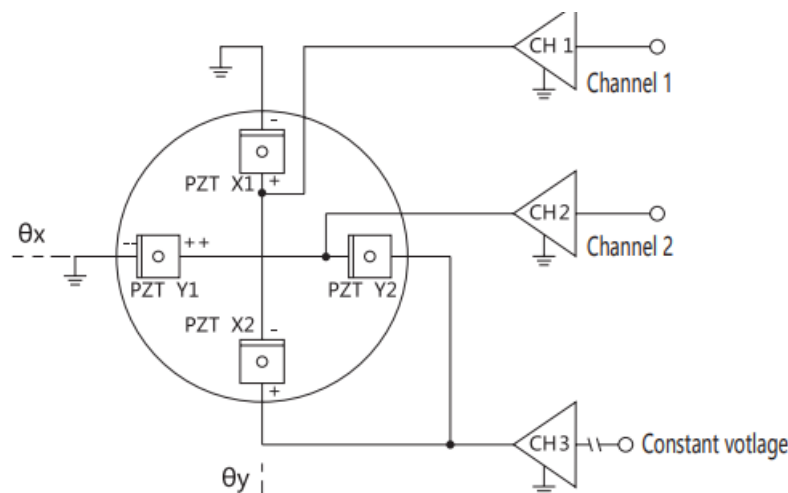 CH 1
Channel 1
-
PZT X1
+
CH2
Channel 2
θx
--
++
PZT Y1
PZT Y2
PZT X2
-
+
CH3
Constant votlage
θy